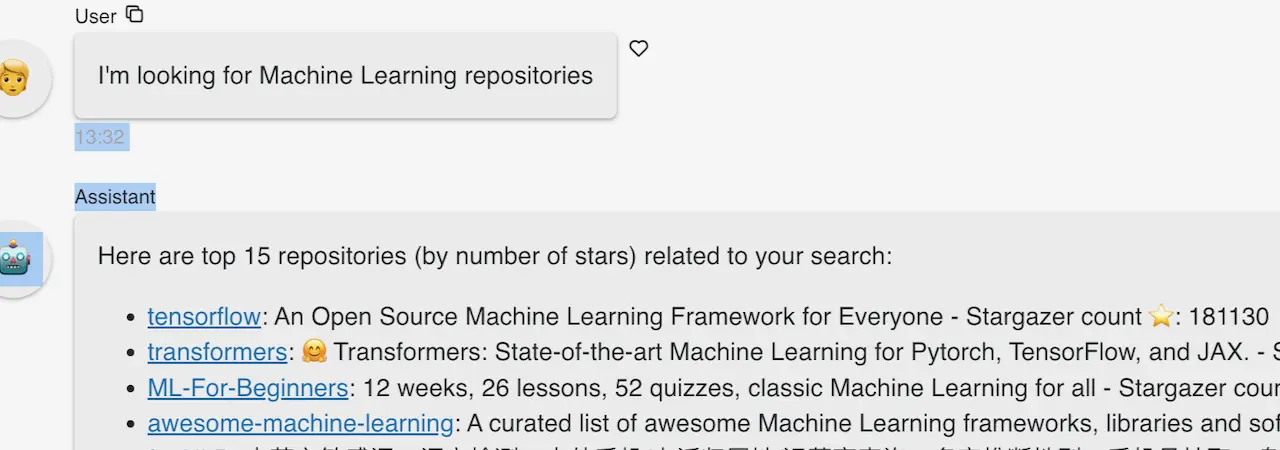 User
I'm looking for Machine Learning repositories
13:32
Assistant
Here are top 15 repositories (by number of stars) related to your search:
• tensorflow: An Open Source Machine Learning Framework for Everyone - Stargazer count ⭐: 181130
• transformers: 🤗 Transformers: State-of-the-art Machine Learning for Pytorch, TensorFlow, and JAX. -
• ML-For-Beginners: 12 weeks, 26 lessons, 52 quizzes, classic Machine Learning for all - Stargazer
• awesome-machine-learning: A curated list of awesome Machine Learning frameworks, libraries and